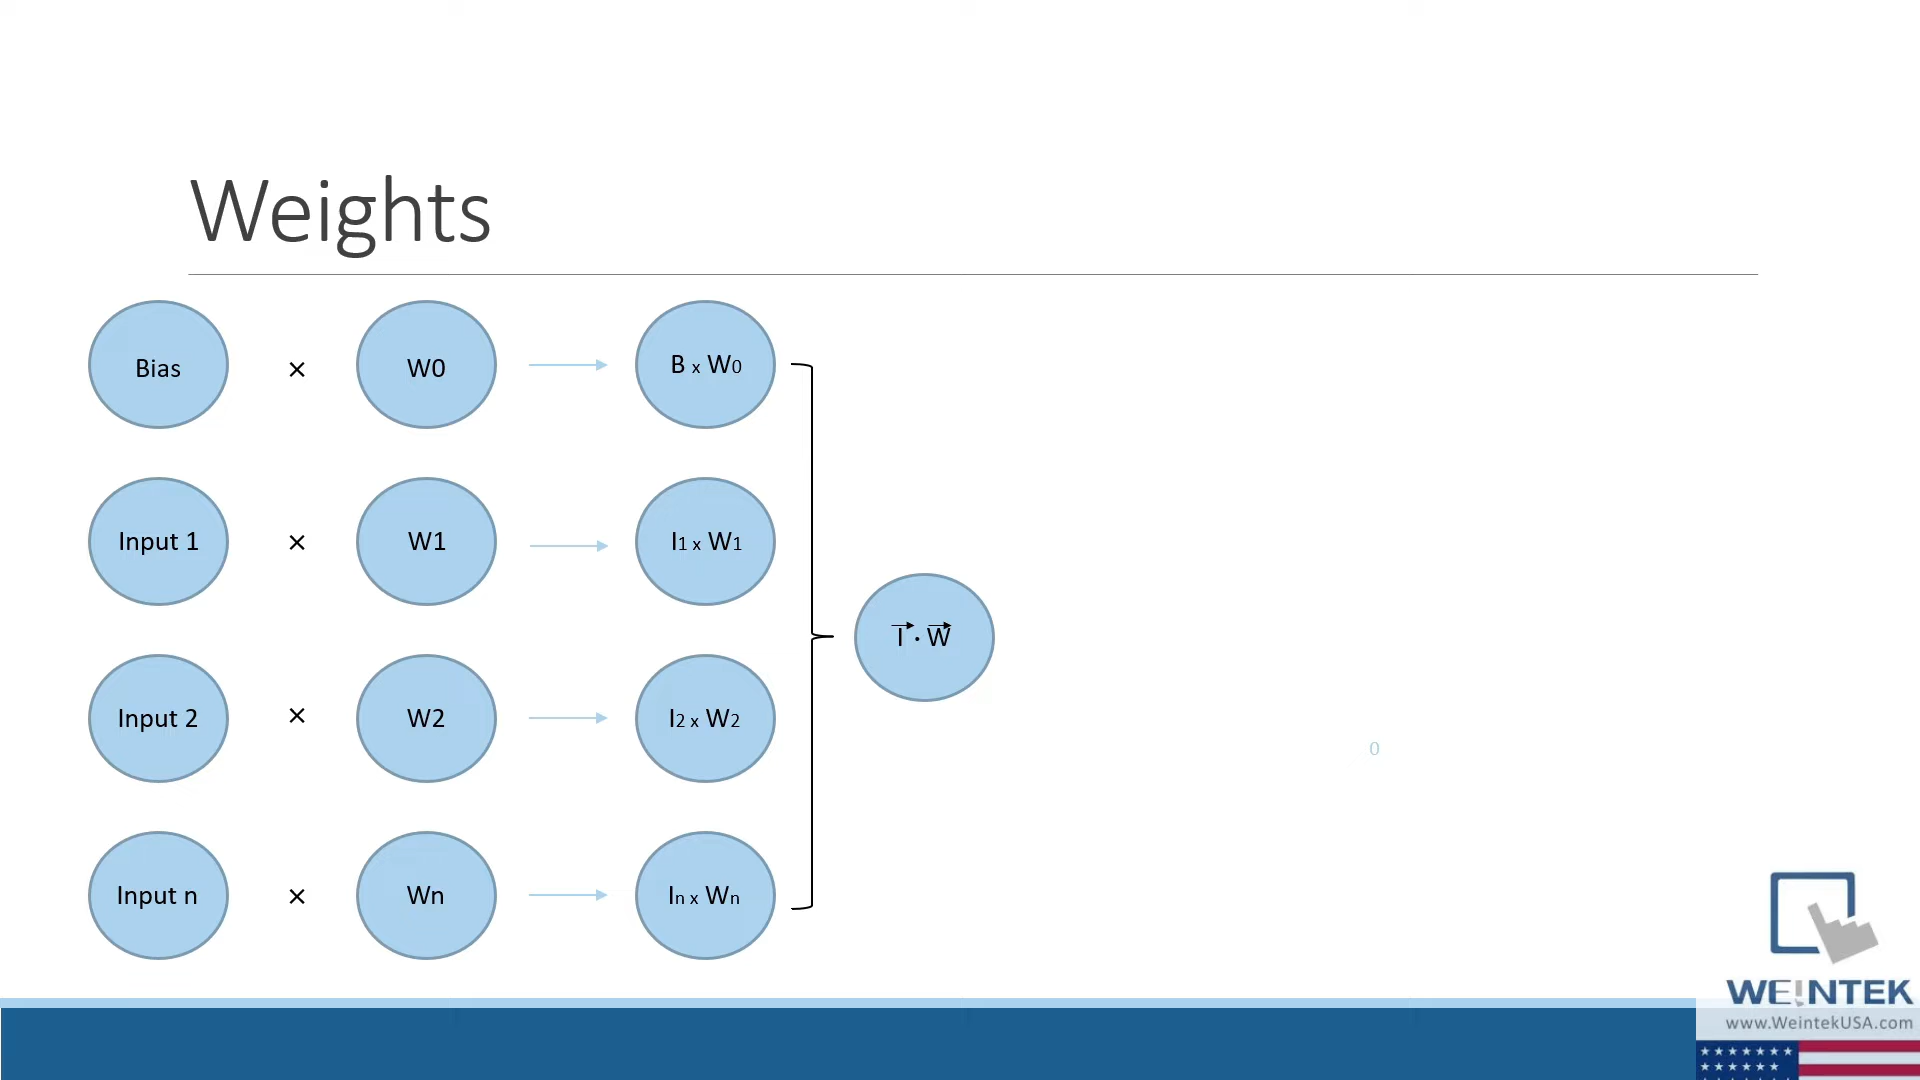 Weights
Bias × W0 B x W0
Input 1 × W1 I1 x W1
I · W
Input 2 × W2 I2 x W2
0
Input n × Wn In x Wn
WEINTEK
www.WeintekUSA.com